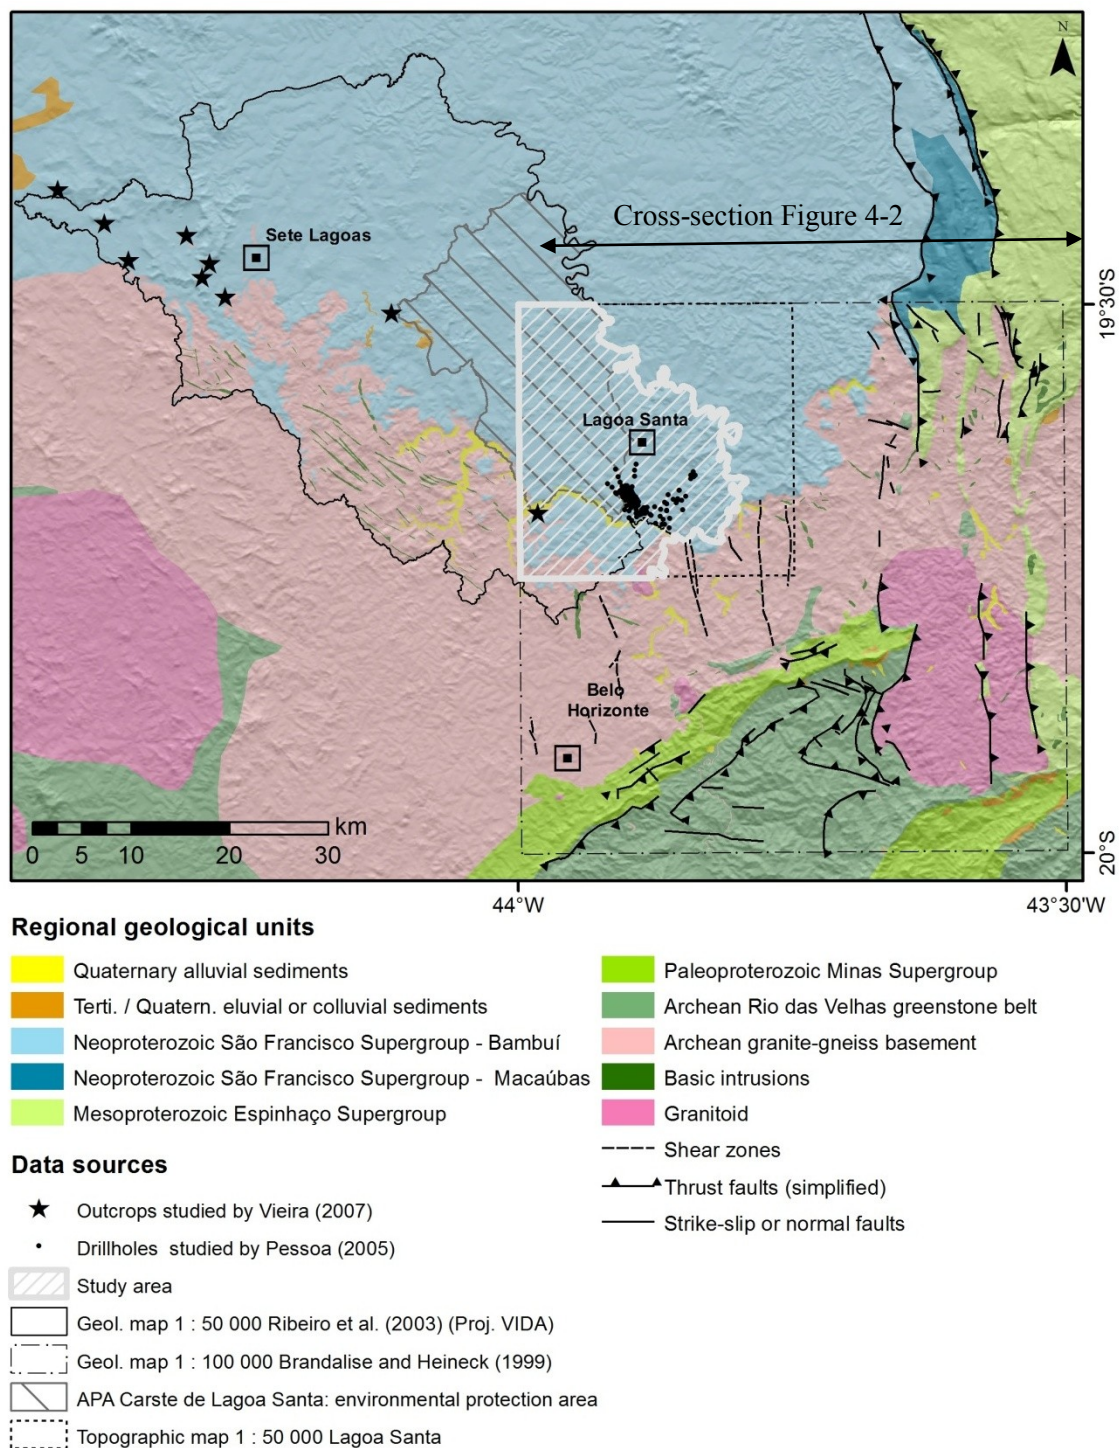 N
Cross-section Figure 4-2
Sete Lagoas
19°30'S
Lagoa Santa
Belo
Horizonte
km
0 5 10 20 30
20°S
44°W
43°30'W
Regional geological units
Quaternary alluvial sediments
Terti. / Quatern. eluvial or colluvial sediments
Neoproterozoic São Francisco Supergroup - Bambuí
Neoproterozoic São Francisco Supergroup - Macaúbas
Mesoproterozoic Espinhaço Supergroup
Paleoproterozoic Minas Supergroup
Archean Rio das Velhas greenstone belt
Archean granite-gneiss basement
Basic intrusions
Granitoid
Shear zones
Thrust faults (simplified)
Strike-slip or normal faults
Data sources
Outcrops studied by Vieira (2007)
Drillholes studied by Pessoa (2005)
Study area
Geol. map 1 : 50 000 Ribeiro et al. (2003) (Proj. VIDA)
Geol. map 1 : 100 000 Brandalise and Heineck (1999)
APA Carste de Lagoa Santa: environmental protection area
Topographic map 1 : 50 000 Lagoa Santa